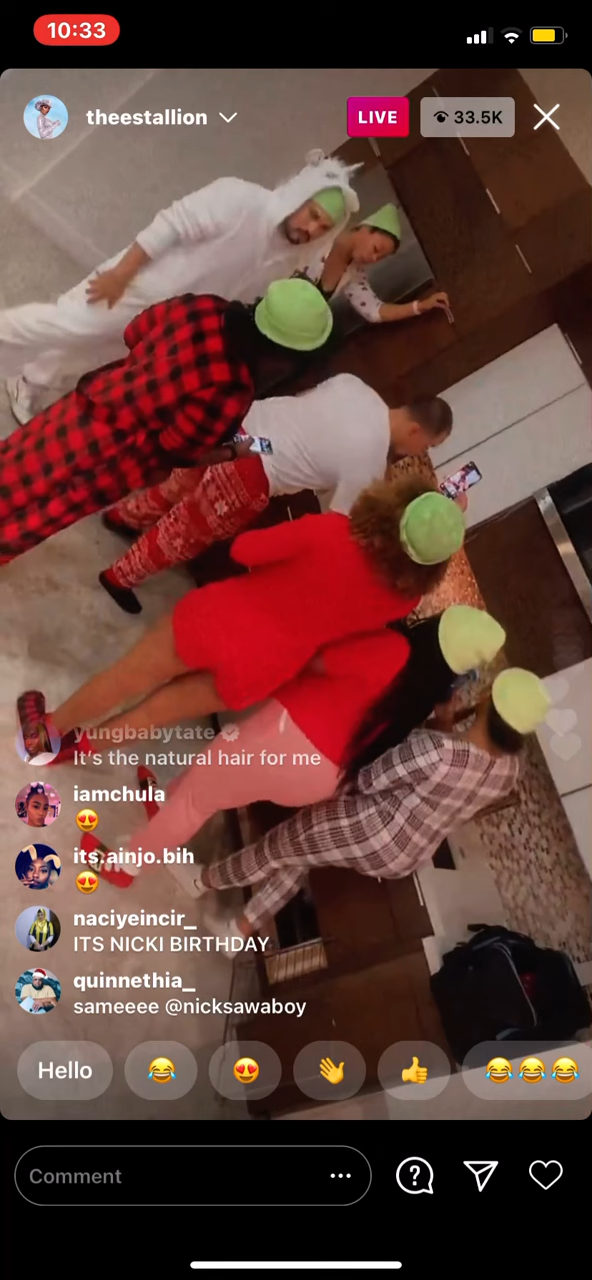 10:33
theestallion
LIVE
33.5K
yungbabytate
It's the natural hair for me
iamchula
😍
its.ainjo.bih
😍
naciyeincir_
ITS NICKI BIRTHDAY
quinnethia_
sameeee @nicksawaboy
Hello 😂 😍 👋 👍 😂😂😂
Comment